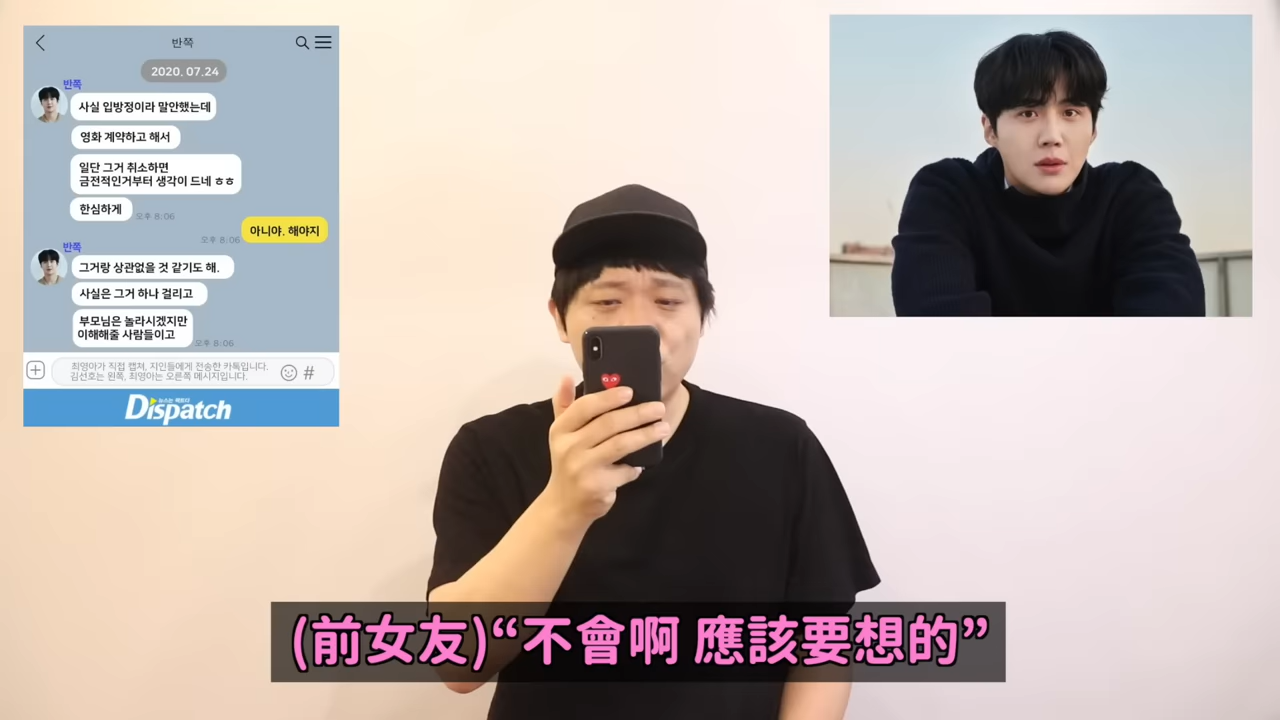 반쪽
2020. 07.24
반쪽
사실 입방정이라 말안했는데
영화 계약하고 해서
일단 그거 취소하면
금전적인거부터 생각이 드네 ㅎㅎ
한심하게
오후 8:06
아니야. 해야지
오후 8:06
반쪽
그거랑 상관없을 것 같기도 해.
사실은 그거 하나 걸리고
부모님은 놀라시겠지만
이해해줄 사람들이고
오후 8:06
최영아가 직접 캡쳐, 지인들에게 전송한 카톡입니다.
김선호는 왼쪽, 최영아는 오른쪽 메시지입니다.
#
뉴스는 팩트다
Dispatch
(前女友)“不會啊 應該要想的”